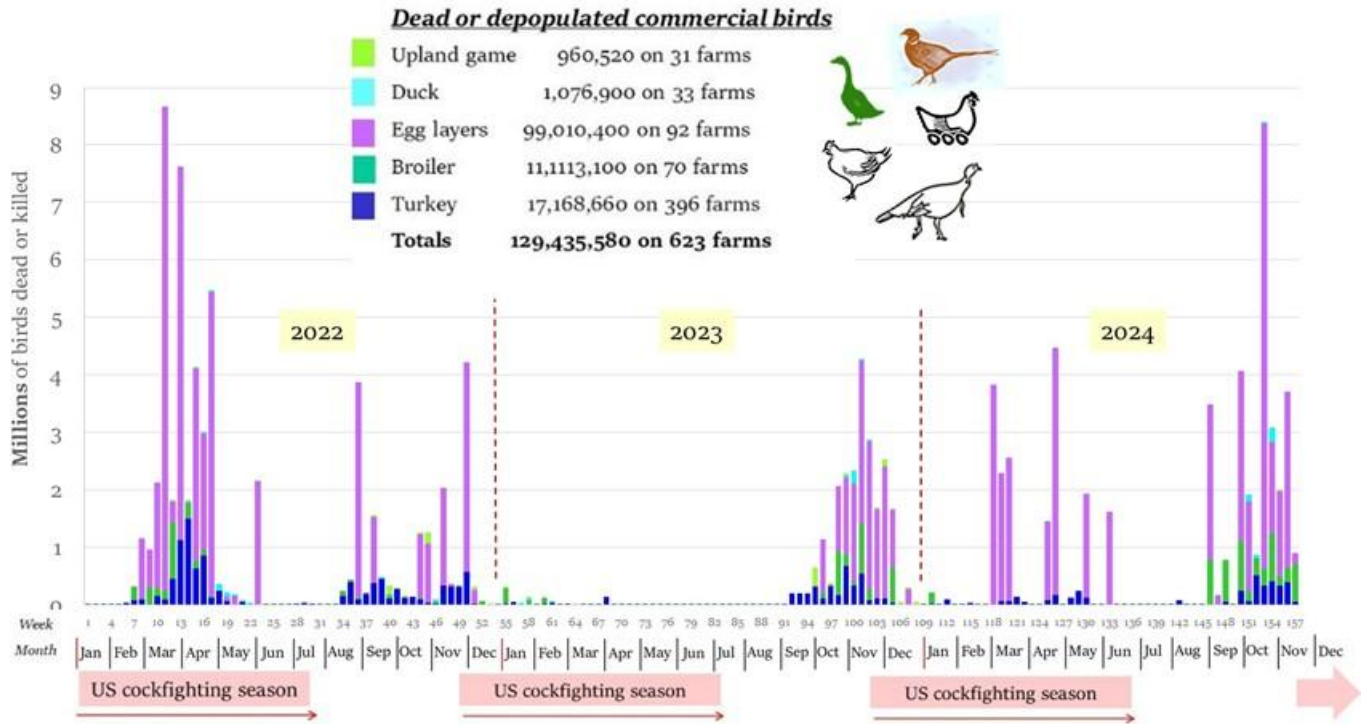 Dead or depopulated commercial birds
Upland game 960,520 on 31 farms
Duck 1,076,900 on 33 farms
Egg layers 99,010,400 on 92 farms
Broiler 11,1113,100 on 70 farms
Turkey 17,168,660 on 396 farms
Totals 129,435,580 on 623 farms
Millions of birds dead or killed
9
8
7
6
5
4
3
2
1
0
2022 2023 2024
Week 1 4 7 10 13 16 19 22 25 28 31 34 37 40 43 46 49 52 55 58 61 64 67 70 73 76 79 82 85 88 91 94 97 100 103 106 109 112 115 118 121 124 127 130 133 136 139 142 145 148 151 154 157
Month Jan Feb Mar Apr May Jun Jul Aug Sep Oct Nov Dec Jan Feb Mar Apr May Jun Jul Aug Sep Oct Nov Dec Jan Feb Mar Apr May Jun Jul Aug Sep Oct Nov Dec
US cockfighting season US cockfighting season US cockfighting season